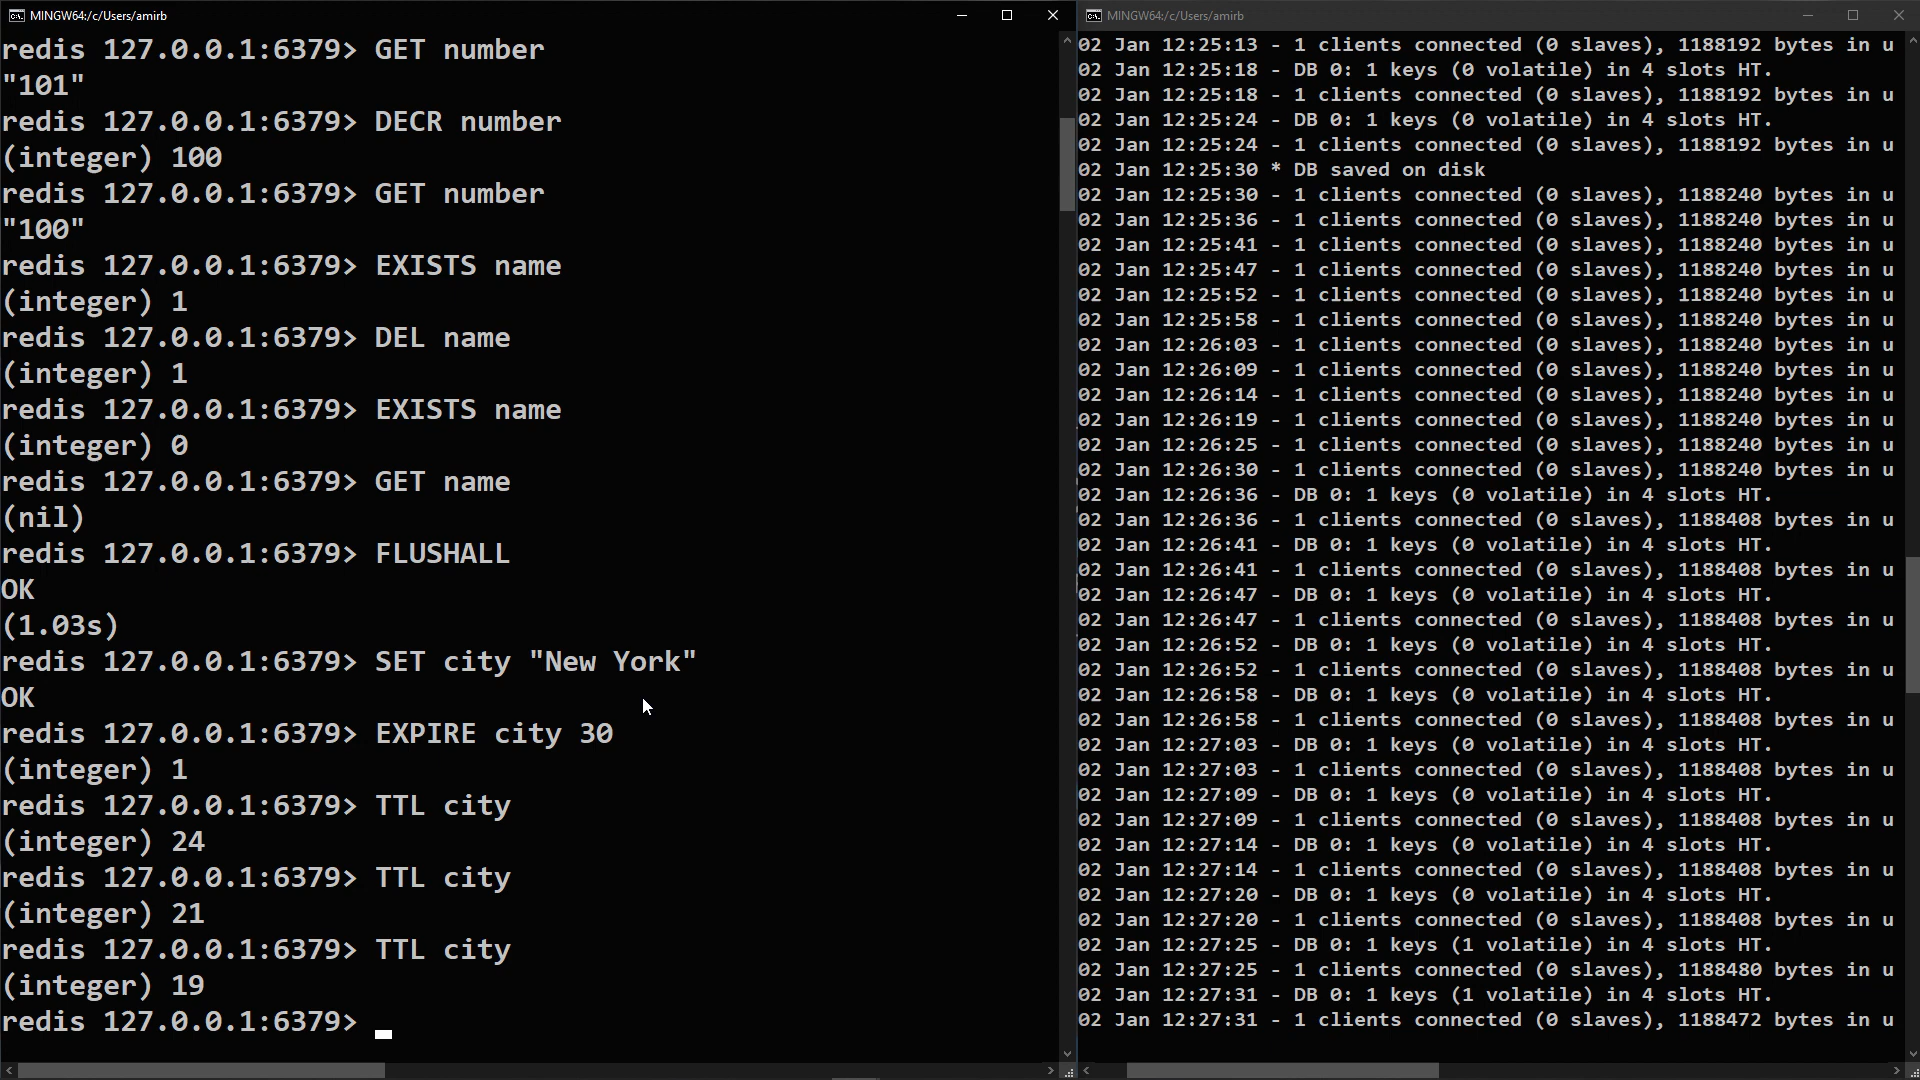 MINGW64:/c/Users/amirb
redis 127.0.0.1:6379> GET number
"101"
redis 127.0.0.1:6379> DECR number
(integer) 100
redis 127.0.0.1:6379> GET number
"100"
redis 127.0.0.1:6379> EXISTS name
(integer) 1
redis 127.0.0.1:6379> DEL name
(integer) 1
redis 127.0.0.1:6379> EXISTS name
(integer) 0
redis 127.0.0.1:6379> GET name
(nil)
redis 127.0.0.1:6379> FLUSHALL
OK
(1.03s)
redis 127.0.0.1:6379> SET city "New York"
OK
redis 127.0.0.1:6379> EXPIRE city 30
(integer) 1
redis 127.0.0.1:6379> TTL city
(integer) 24
redis 127.0.0.1:6379> TTL city
(integer) 21
redis 127.0.0.1:6379> TTL city
(integer) 19
redis 127.0.0.1:6379>
MINGW64:/c/Users/amirb
02 Jan 12:25:13 - 1 clients connected (0 slaves), 1188192 bytes in u
02 Jan 12:25:18 - DB 0: 1 keys (0 volatile) in 4 slots HT.
02 Jan 12:25:18 - 1 clients connected (0 slaves), 1188192 bytes in u
02 Jan 12:25:24 - DB 0: 1 keys (0 volatile) in 4 slots HT.
02 Jan 12:25:24 - 1 clients connected (0 slaves), 1188192 bytes in u
02 Jan 12:25:30 * DB saved on disk
02 Jan 12:25:30 - 1 clients connected (0 slaves), 1188240 bytes in u
02 Jan 12:25:36 - 1 clients connected (0 slaves), 1188240 bytes in u
02 Jan 12:25:41 - 1 clients connected (0 slaves), 1188240 bytes in u
02 Jan 12:25:47 - 1 clients connected (0 slaves), 1188240 bytes in u
02 Jan 12:25:52 - 1 clients connected (0 slaves), 1188240 bytes in u
02 Jan 12:25:58 - 1 clients connected (0 slaves), 1188240 bytes in u
02 Jan 12:26:03 - 1 clients connected (0 slaves), 1188240 bytes in u
02 Jan 12:26:09 - 1 clients connected (0 slaves), 1188240 bytes in u
02 Jan 12:26:14 - 1 clients connected (0 slaves), 1188240 bytes in u
02 Jan 12:26:19 - 1 clients connected (0 slaves), 1188240 bytes in u
02 Jan 12:26:25 - 1 clients connected (0 slaves), 1188240 bytes in u
02 Jan 12:26:30 - 1 clients connected (0 slaves), 1188240 bytes in u
02 Jan 12:26:36 - DB 0: 1 keys (0 volatile) in 4 slots HT.
02 Jan 12:26:36 - 1 clients connected (0 slaves), 1188408 bytes in u
02 Jan 12:26:41 - DB 0: 1 keys (0 volatile) in 4 slots HT.
02 Jan 12:26:41 - 1 clients connected (0 slaves), 1188408 bytes in u
02 Jan 12:26:47 - DB 0: 1 keys (0 volatile) in 4 slots HT.
02 Jan 12:26:47 - 1 clients connected (0 slaves), 1188408 bytes in u
02 Jan 12:26:52 - DB 0: 1 keys (0 volatile) in 4 slots HT.
02 Jan 12:26:52 - 1 clients connected (0 slaves), 1188408 bytes in u
02 Jan 12:26:58 - DB 0: 1 keys (0 volatile) in 4 slots HT.
02 Jan 12:26:58 - 1 clients connected (0 slaves), 1188408 bytes in u
02 Jan 12:27:03 - DB 0: 1 keys (0 volatile) in 4 slots HT.
02 Jan 12:27:03 - 1 clients connected (0 slaves), 1188408 bytes in u
02 Jan 12:27:09 - DB 0: 1 keys (0 volatile) in 4 slots HT.
02 Jan 12:27:09 - 1 clients connected (0 slaves), 1188408 bytes in u
02 Jan 12:27:14 - DB 0: 1 keys (0 volatile) in 4 slots HT.
02 Jan 12:27:14 - 1 clients connected (0 slaves), 1188408 bytes in u
02 Jan 12:27:20 - DB 0: 1 keys (0 volatile) in 4 slots HT.
02 Jan 12:27:20 - 1 clients connected (0 slaves), 1188408 bytes in u
02 Jan 12:27:25 - DB 0: 1 keys (1 volatile) in 4 slots HT.
02 Jan 12:27:25 - 1 clients connected (0 slaves), 1188480 bytes in u
02 Jan 12:27:31 - DB 0: 1 keys (1 volatile) in 4 slots HT.
02 Jan 12:27:31 - 1 clients connected (0 slaves), 1188472 bytes in u